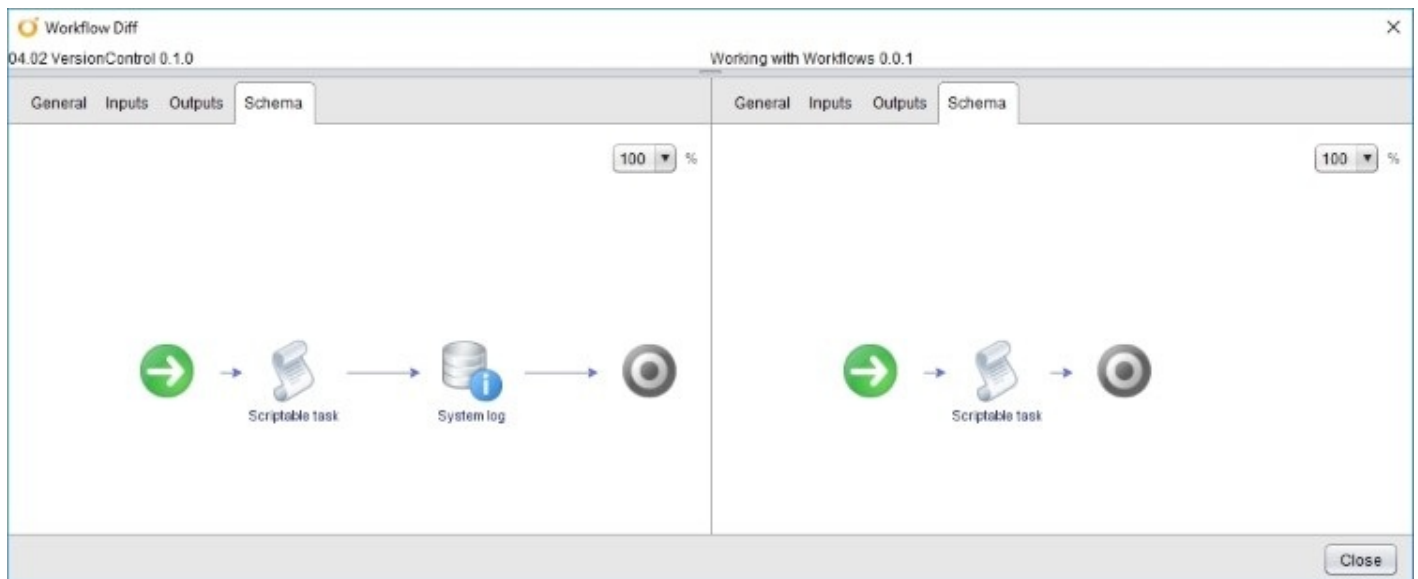 Workflow Diff
04.02 VersionControl 0.1.0
Working with Workflows 0.0.1
General Inputs Outputs Schema
General Inputs Outputs Schema
100 %
100 %
Scriptable task
System log
Scriptable task
Close